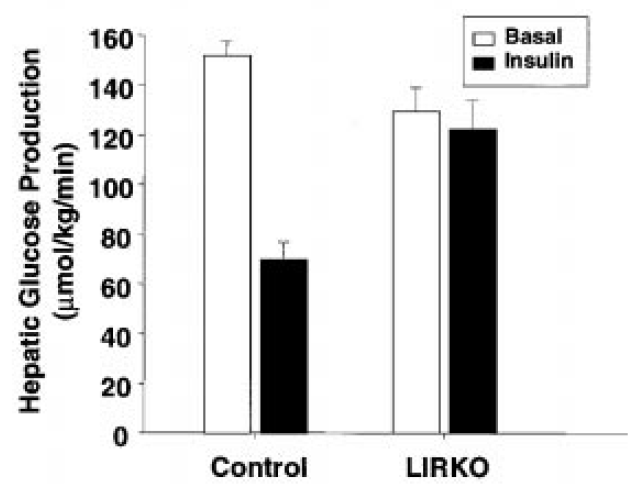 Basal
Insulin
Hepatic Glucose Production
(µmol/kg/min)
160
140
120
100
80
60
40
20
0
Control
LIRKO